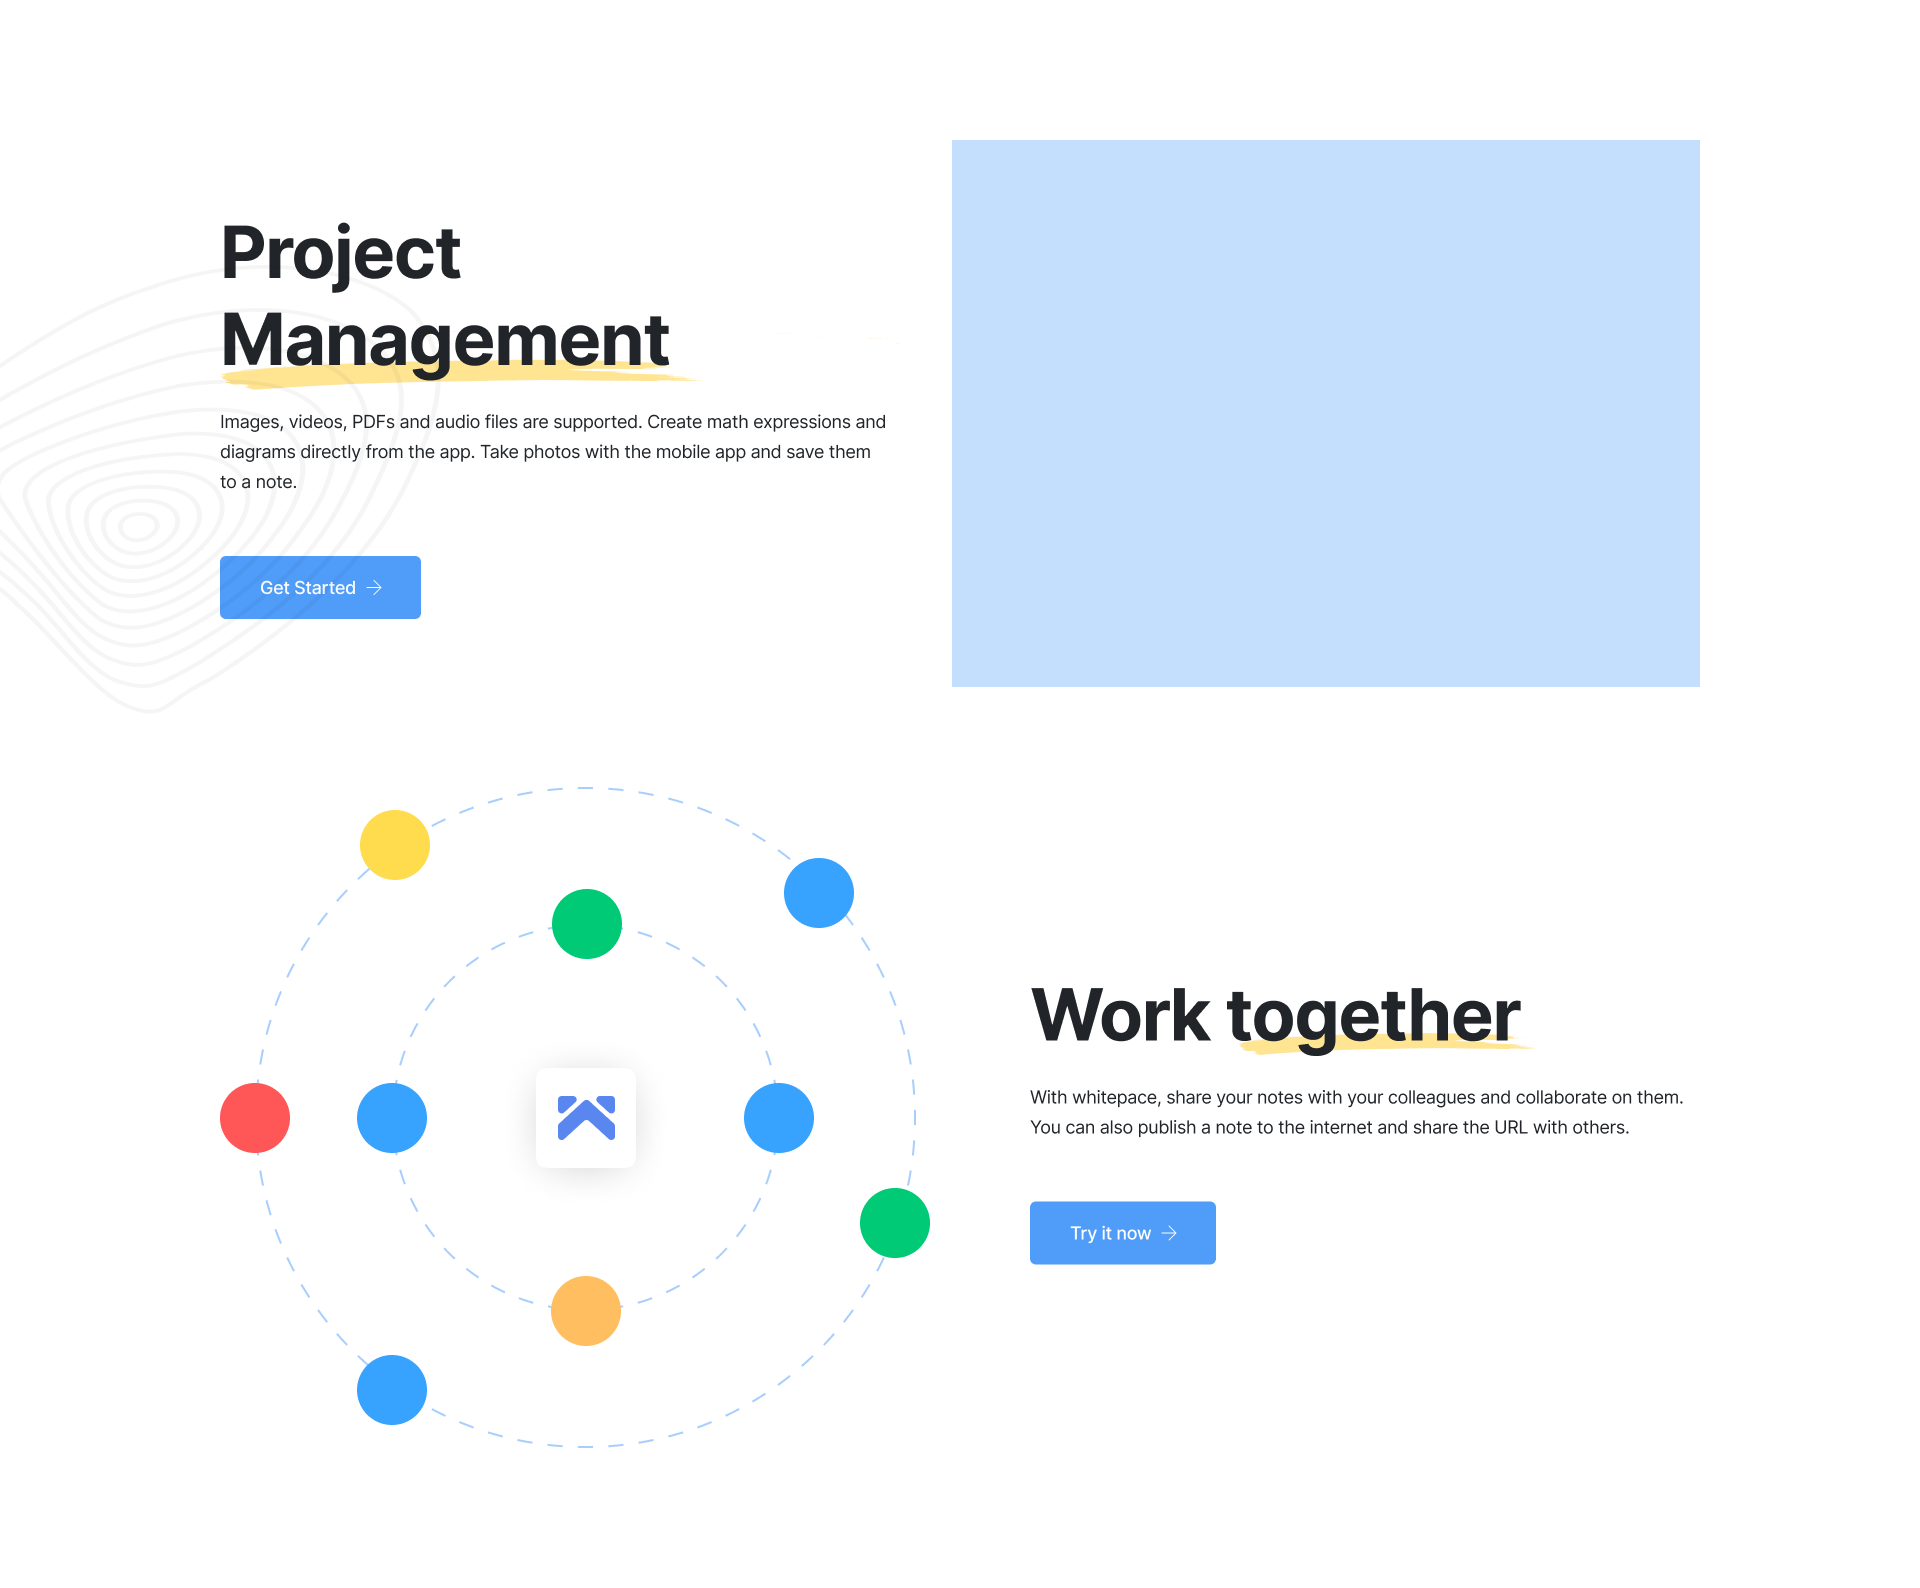 Project
Management
Images, videos, PDFs and audio files are supported. Create math expressions and
diagrams directly from the app. Take photos with the mobile app and save them
to a note.
Get Started
Work together
With whitepace, share your notes with your colleagues and collaborate on them.
You can also publish a note to the internet and share the URL with others.
Try it now